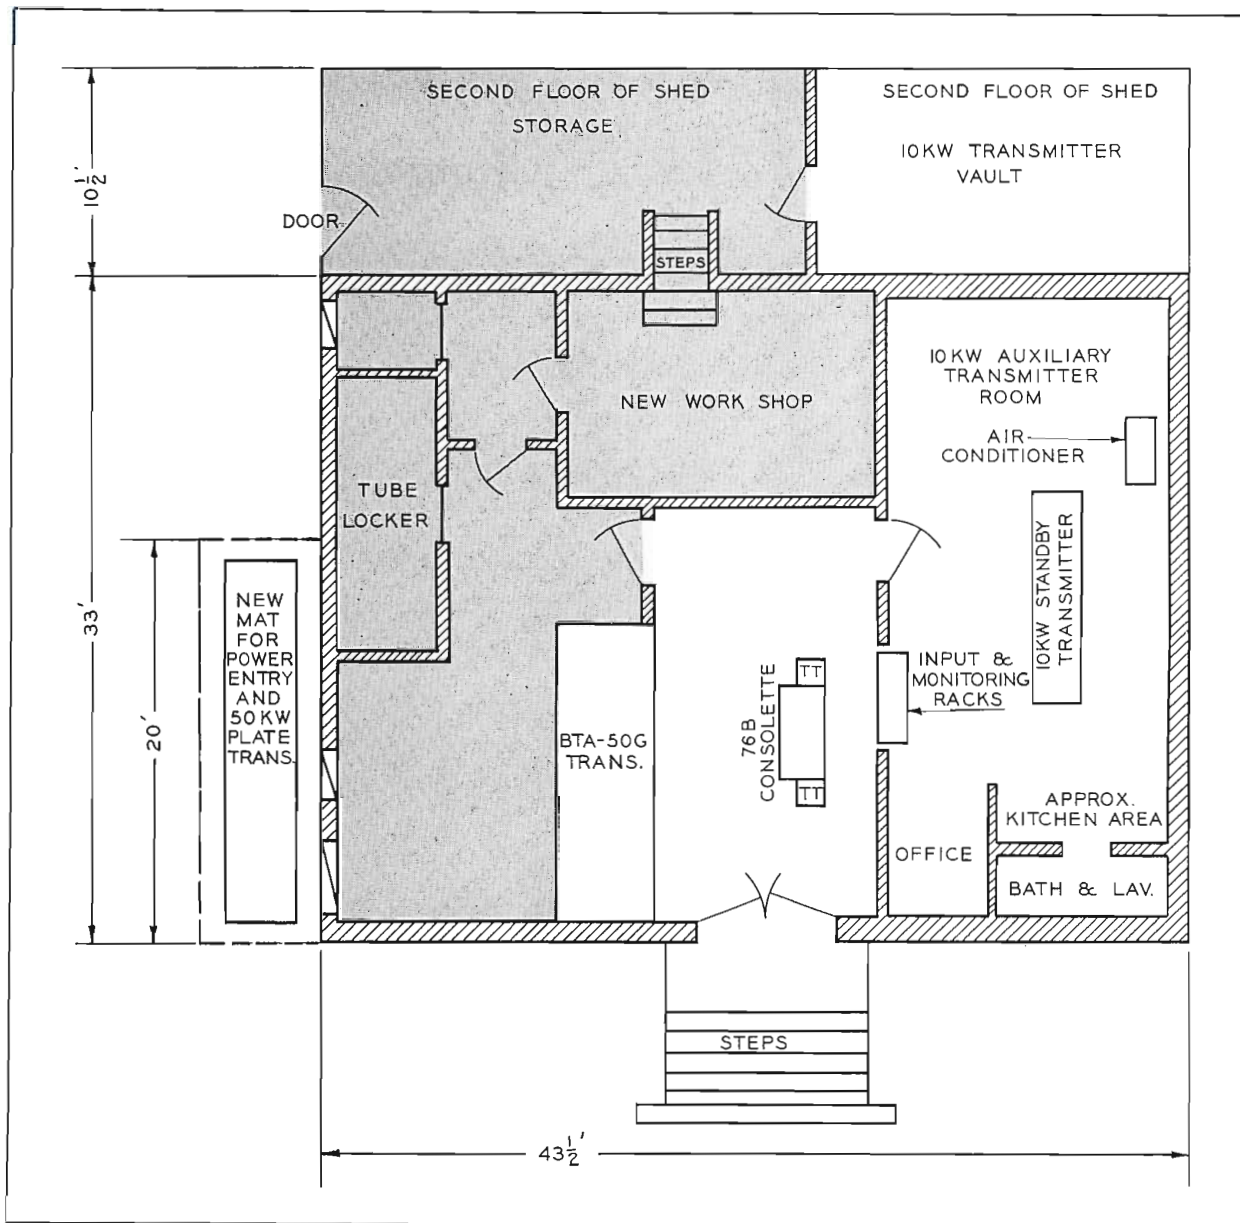 SECOND FLOOR OF SHED
STORAGE
SECOND FLOOR OF SHED
10KW TRANSMITTER
VAULT
10½'
DOOR
STEPS
10KW AUXILIARY
TRANSMITTER
ROOM
NEW WORK SHOP
AIR
CONDITIONER
TUBE
LOCKER
10KW STANDBY
TRANSMITTER
33'
20'
NEW
MAT
FOR
POWER
ENTRY
AND
50KW
PLATE
TRANS.
INPUT &
MONITORING
RACKS
BTA-50G
TRANS.
76B
CONSOLETTE
TT
TT
APPROX.
KITCHEN AREA
OFFICE
BATH & LAV.
STEPS
43½'